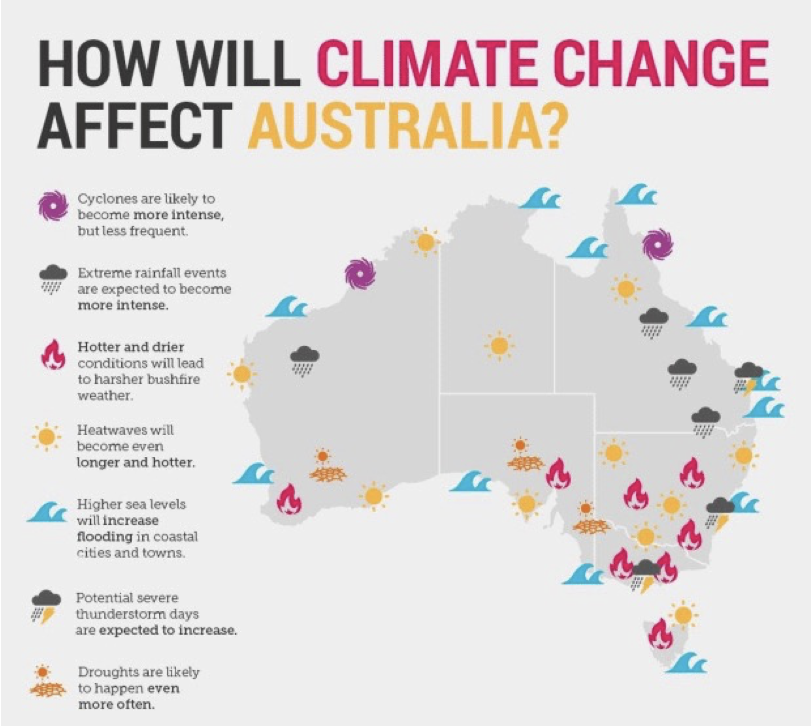 HOW WILL CLIMATE CHANGE
AFFECT AUSTRALIA?
Cyclones are likely to
become more intense,
but less frequent.
Extreme rainfall events
are expected to become
more intense.
Hotter and drier
conditions will lead
to harsher bushfire
weather.
Heatwaves will
become even
longer and hotter.
Higher sea levels
will increase
flooding in coastal
cities and towns.
Potential severe
thunderstorm days
are expected to increase.
Droughts are likely
to happen even
more often.